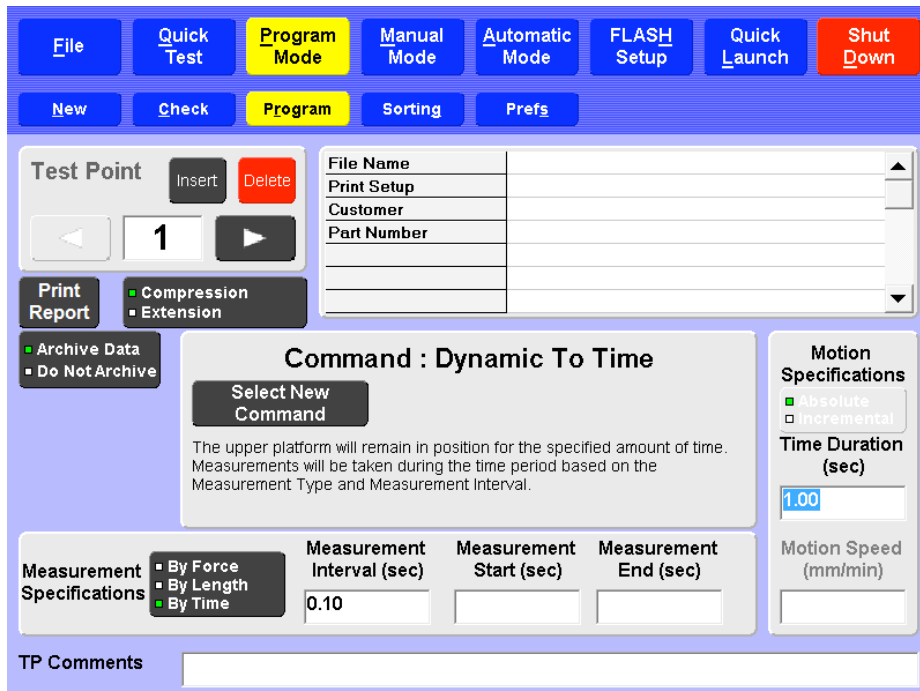 File
Quick Test
Program Mode
Manual Mode
Automatic Mode
FLASH Setup
Quick Launch
Shut Down
New
Check
Program
Sorting
Prefs
Test Point
Insert
Delete
1
File Name
Print Setup
Customer
Part Number
Print Report
Compression
Extension
Archive Data
Do Not Archive
Command : Dynamic To Time
Select New Command
The upper platform will remain in position for the specified amount of time.
Measurements will be taken during the time period based on the
Measurement Type and Measurement Interval.
Motion Specifications
Absolute
Incremental
Time Duration (sec)
1.00
Motion Speed (mm/min)
Measurement Specifications
By Force
By Length
By Time
Measurement Interval (sec)
0.10
Measurement Start (sec)
Measurement End (sec)
TP Comments